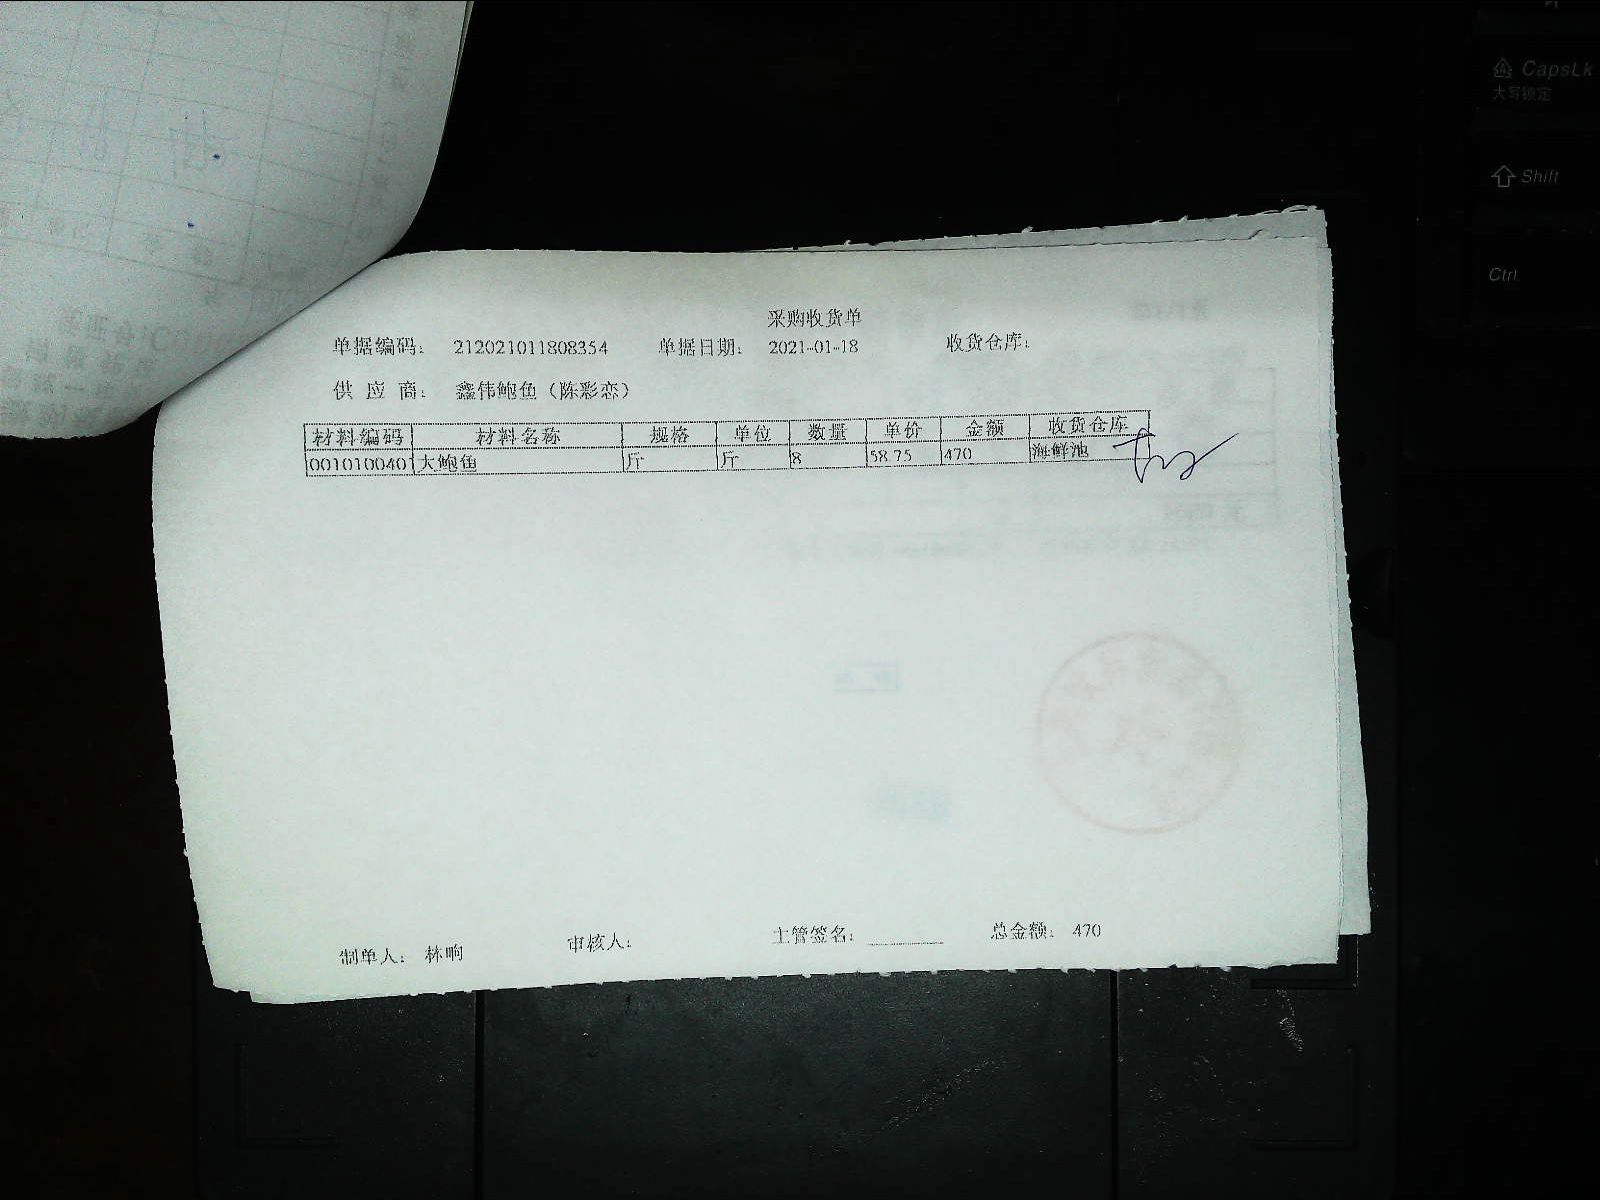 采购收货单
单据编码: 212021011808354 单据日期: 2021-01-18 收货仓库:
供 应 商: 鑫伟鲍鱼(陈彩恋)
材料编码 材料名称 规格 单位 数量 单价 金额 收货仓库
0010100401 大鲍鱼 斤 斤 8 58.75 470 海鲜池
制单人: 林响 审核人: 主管签名: 总金额: 470
CapsLk
大写锁定
Shift
Ctrl